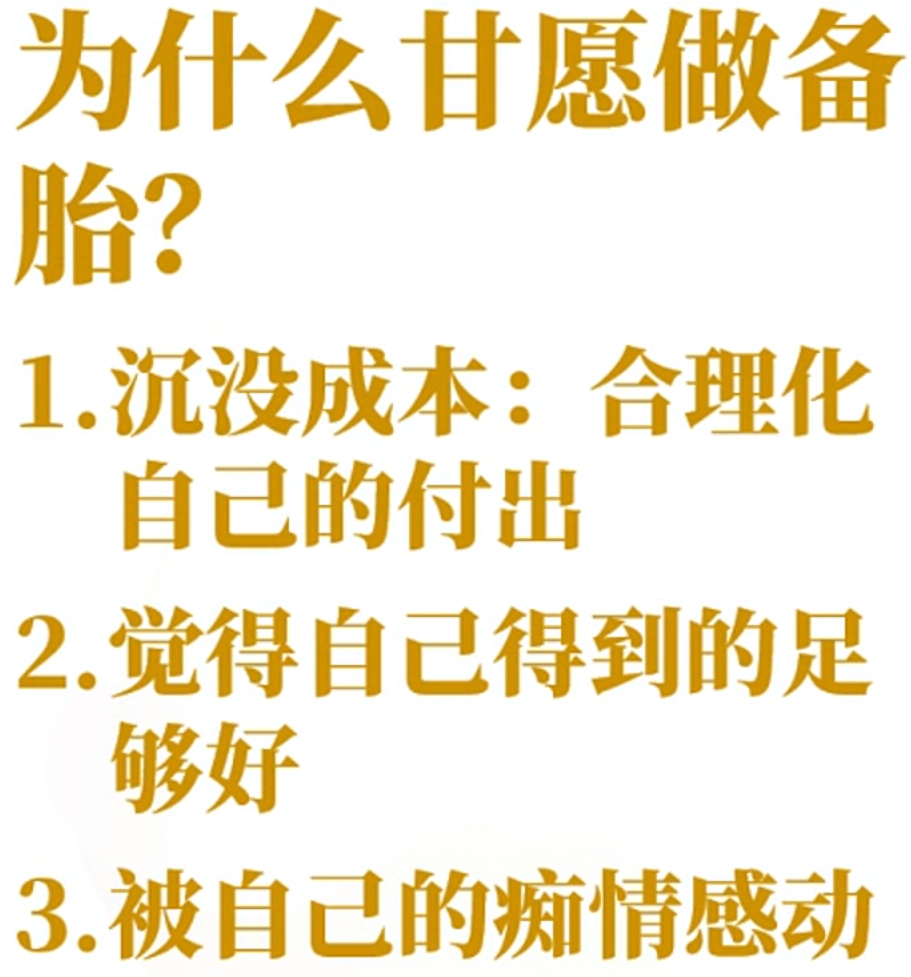 为什么甘愿做备
胎?
1.沉没成本：合理化
自己的付出
2.觉得自己得到的足
够好
3.被自己的痴情感动